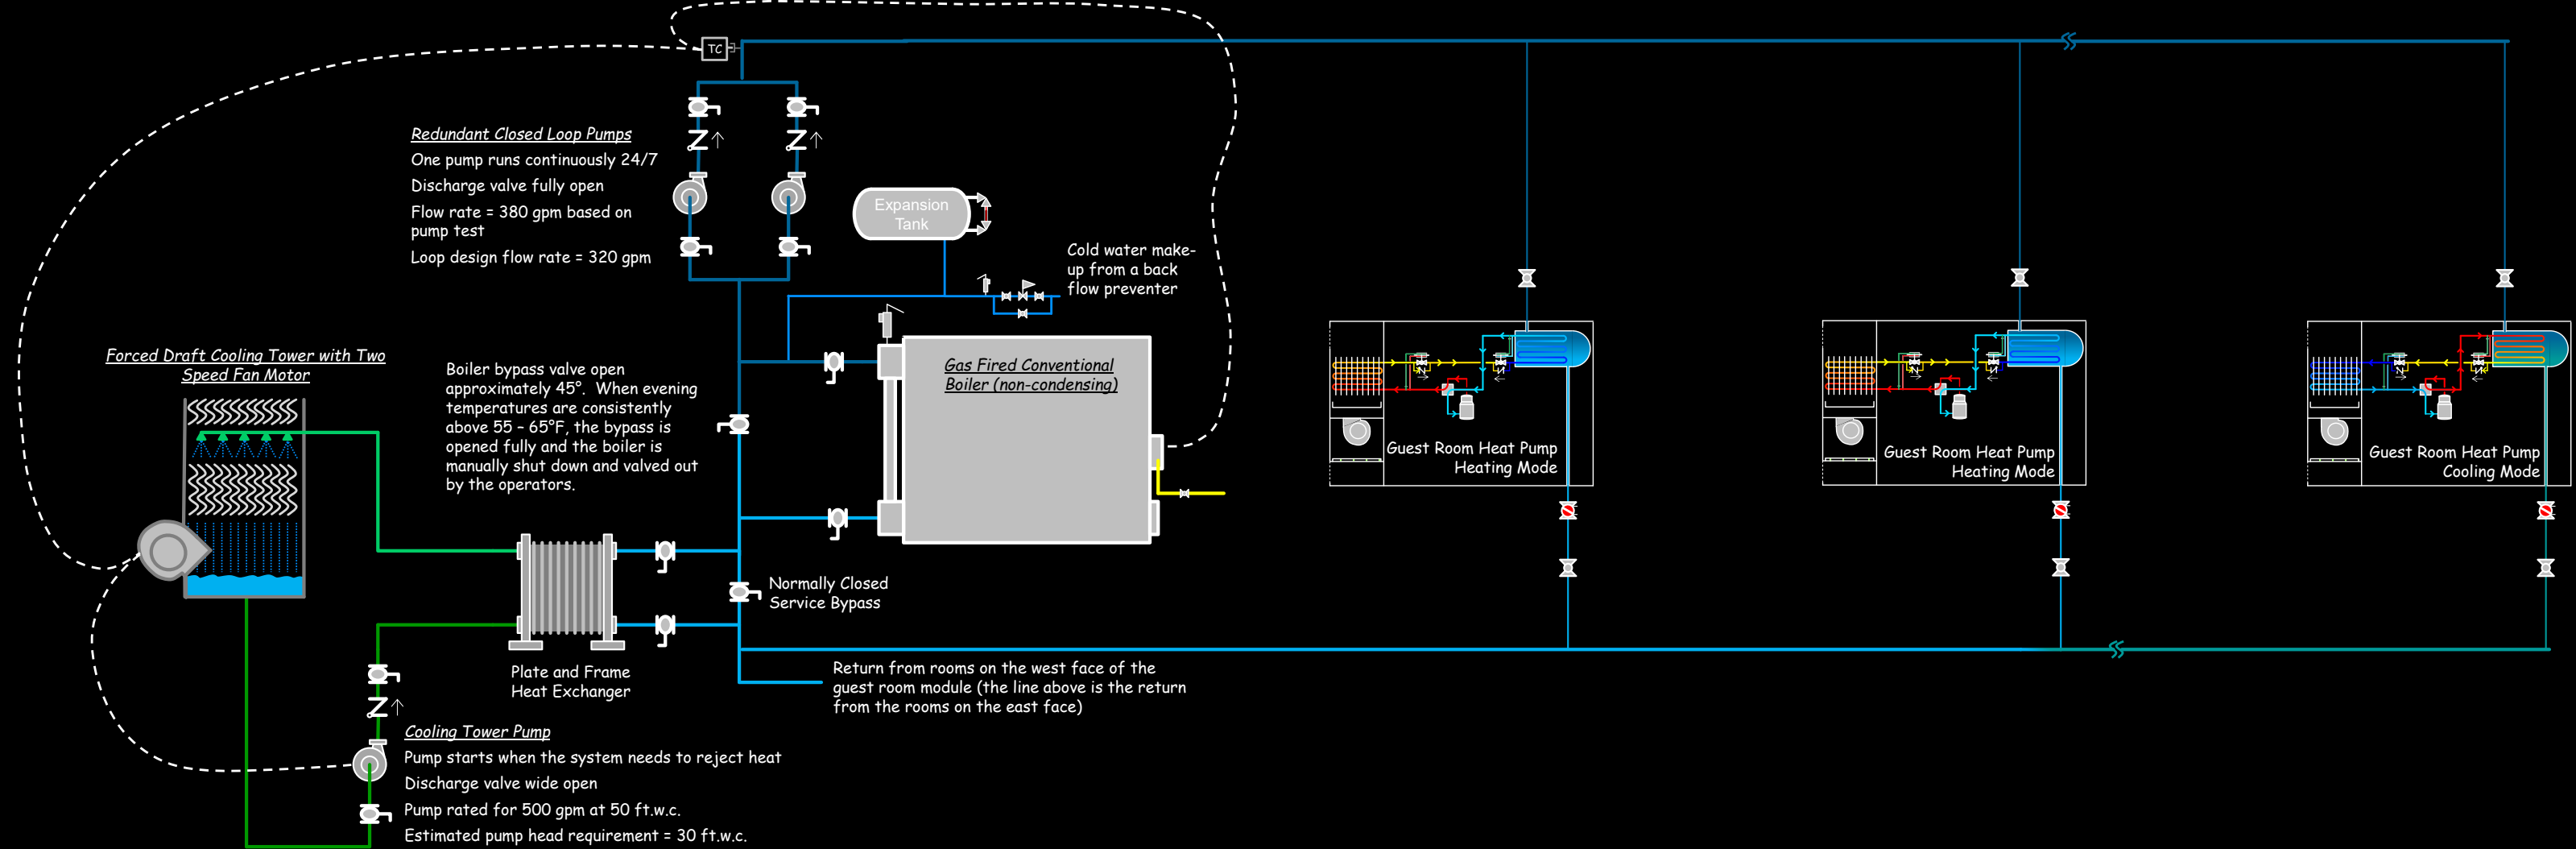 TC
Redundant Closed Loop Pumps
One pump runs continuously 24/7
Discharge valve fully open
Flow rate = 380 gpm based on
pump test
Loop design flow rate = 320 gpm
Expansion
Tank
Cold water make-
up from a back
flow preventer
Forced Draft Cooling Tower with Two
Speed Fan Motor
Boiler bypass valve open
approximately 45°. When evening
temperatures are consistently
above 55 – 65°F, the bypass is
opened fully and the boiler is
manually shut down and valved out
by the operators.
Gas Fired Conventional
Boiler (non-condensing)
Guest Room Heat Pump
Heating Mode
Guest Room Heat Pump
Heating Mode
Guest Room Heat Pump
Cooling Mode
Normally Closed
Service Bypass
Plate and Frame
Heat Exchanger
Return from rooms on the west face of the
guest room module (the line above is the return
from the rooms on the east face)
Cooling Tower Pump
Pump starts when the system needs to reject heat
Discharge valve wide open
Pump rated for 500 gpm at 50 ft.w.c.
Estimated pump head requirement = 30 ft.w.c.